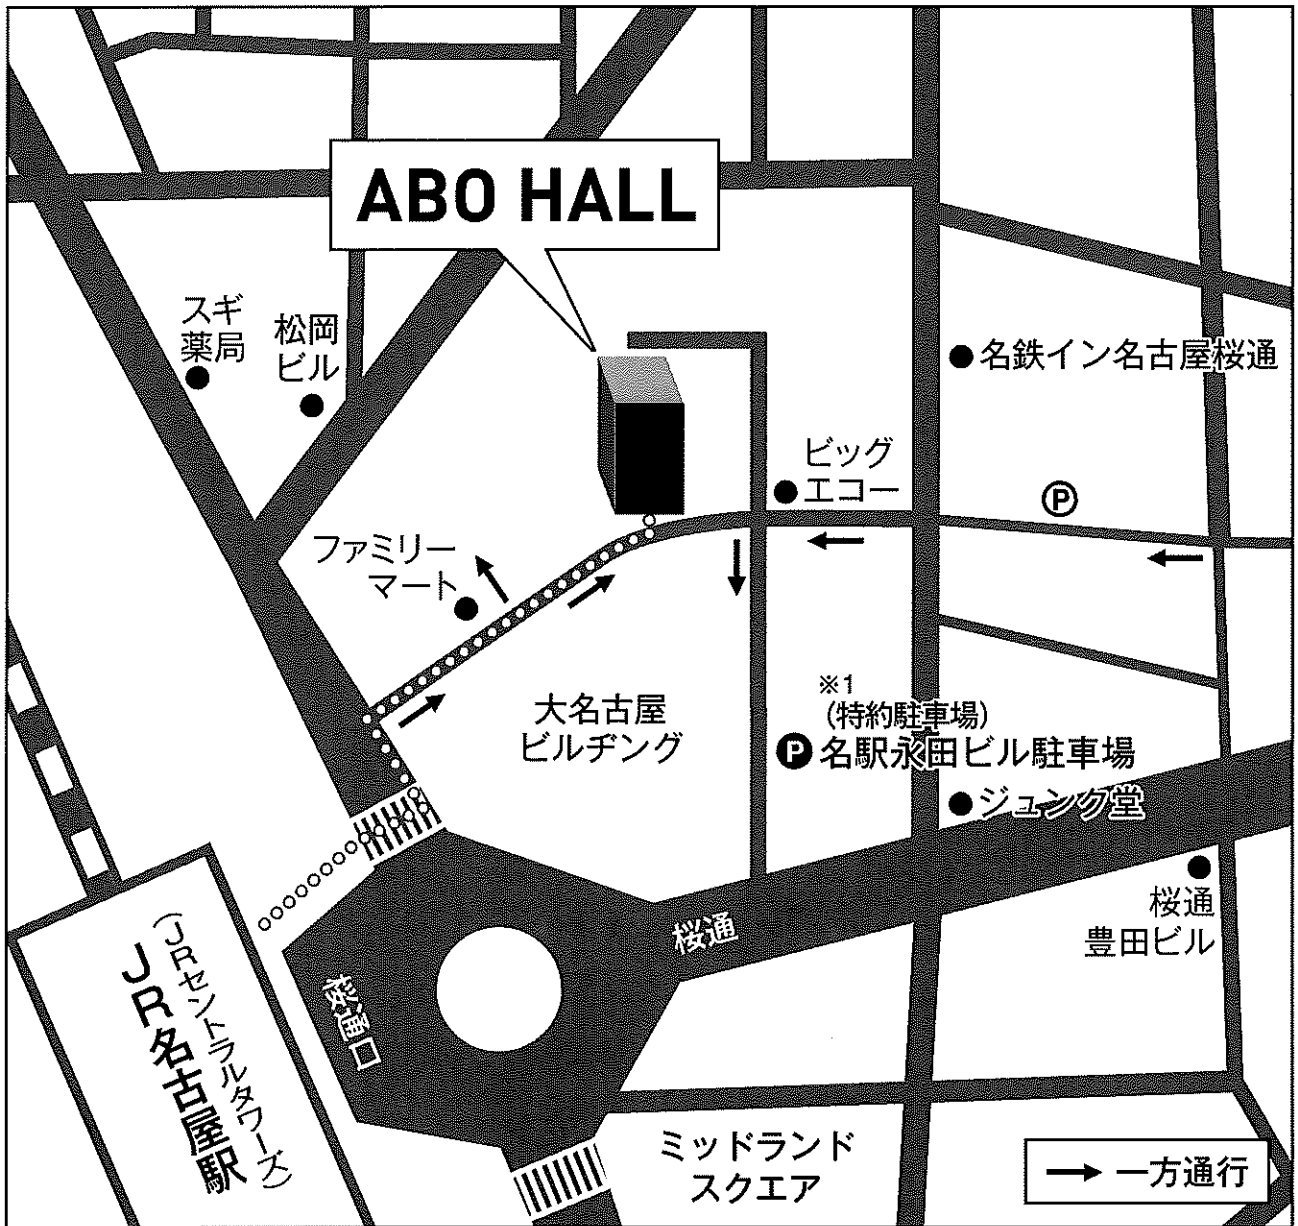 ABO HALL
スギ
薬局
松岡
ビル
名鉄イン名古屋桜通
ビッグ
エコー
P
ファミリー
マート
大名古屋
ビルヂング
※1
(特約駐車場)
P 名駅永田ビル駐車場
ジュンク堂
桜通
豊田ビル
桜通
桜通口
(JRセントラルタワーズ)
JR名古屋駅
ミッドランド
スクエア
→ 一方通行